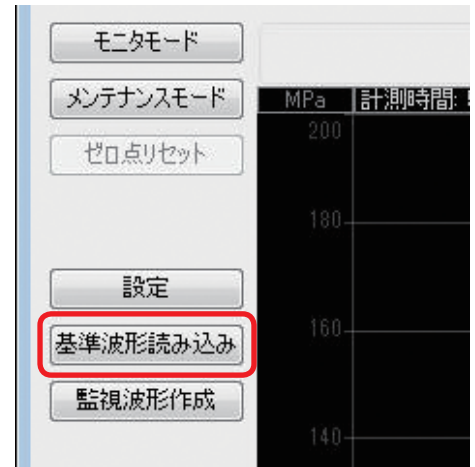 モニタモード
メンテナンスモード
ゼロ点リセット
設定
基準波形読み込み
監視波形作成
MPa 計測時間:
200
180
160
140